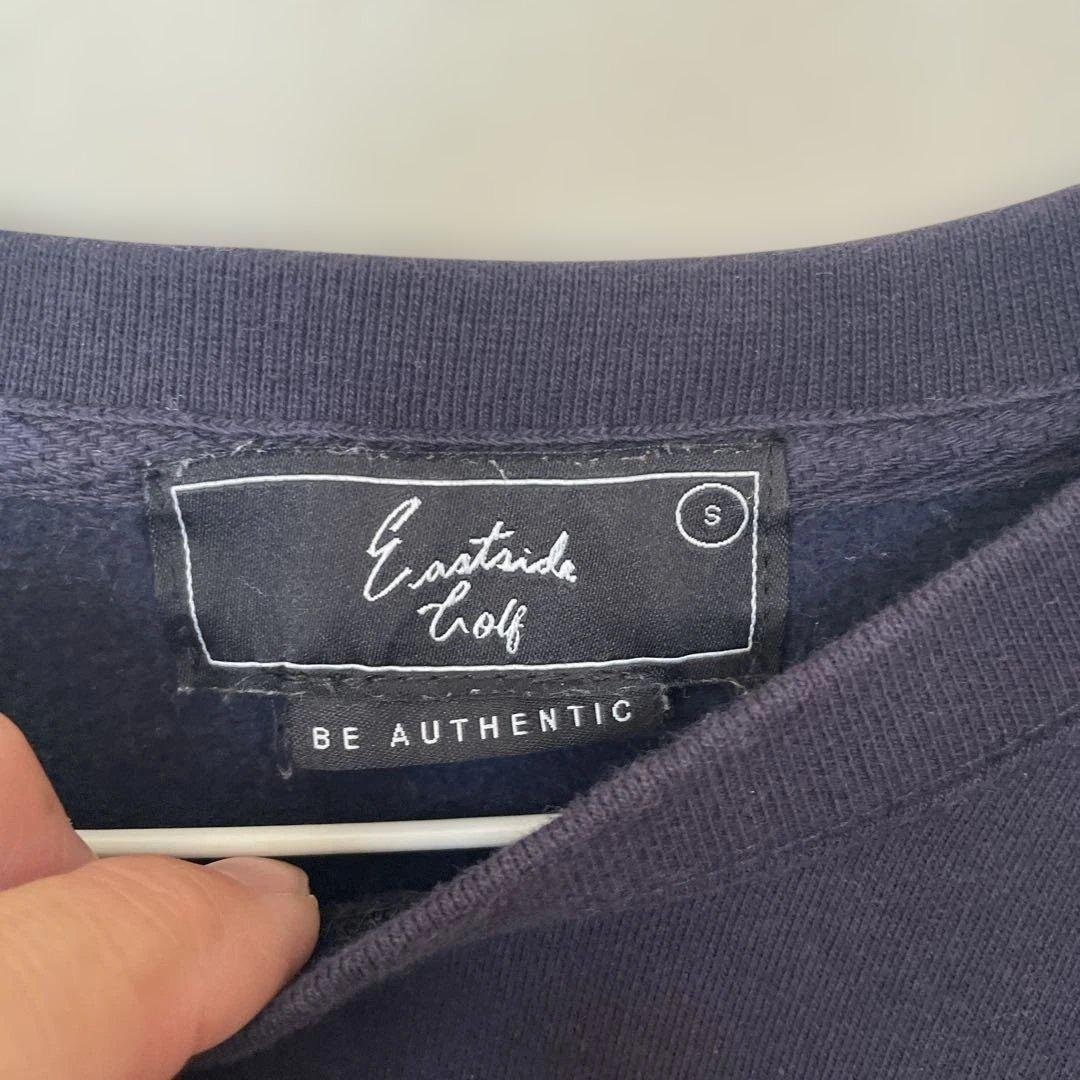 S
Eastside
Golf
BE AUTHENTIC